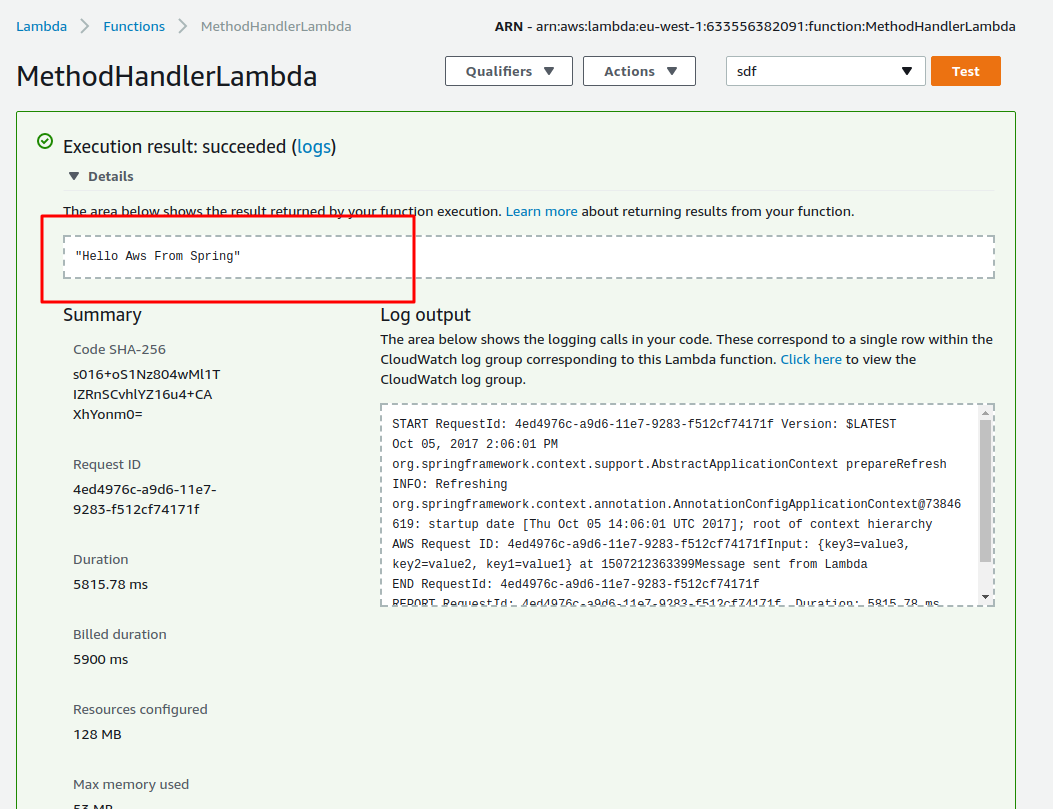 Lambda > Functions > MethodHandlerLambda
ARN - arn:aws:lambda:eu-west-1:633556382091:function:MethodHandlerLambda
MethodHandlerLambda
Qualifiers
Actions
sdf
Test
Execution result: succeeded (logs)
Details
The area below shows the result returned by your function execution. Learn more about returning results from your function.
"Hello Aws From Spring"
Summary
Code SHA-256
s016+oS1Nz804wMl1T
IZRnSCvhlYZ16u4+CA
XhYonm0=
Request ID
4ed4976c-a9d6-11e7-
9283-f512cf74171f
Duration
5815.78 ms
Billed duration
5900 ms
Resources configured
128 MB
Max memory used
53 MB
Log output
The area below shows the logging calls in your code. These correspond to a single row within the
CloudWatch log group corresponding to this Lambda function. Click here to view the
CloudWatch log group.
START RequestId: 4ed4976c-a9d6-11e7-9283-f512cf74171f Version: $LATEST
Oct 05, 2017 2:06:01 PM
org.springframework.context.support.AbstractApplicationContext prepareRefresh
INFO: Refreshing
org.springframework.context.annotation.AnnotationConfigApplicationContext@73846
619: startup date [Thu Oct 05 14:06:01 UTC 2017]; root of context hierarchy
AWS Request ID: 4ed4976c-a9d6-11e7-9283-f512cf74171fInput: {key3=value3,
key2=value2, key1=value1} at 1507212363399Message sent from Lambda
END RequestId: 4ed4976c-a9d6-11e7-9283-f512cf74171f
REPORT RequestId: 4ed4976c-a9d6-11e7-9283-f512cf74171f Duration: 5815.78 ms